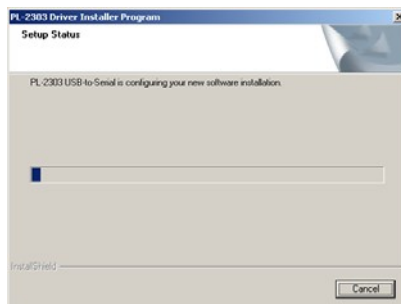 PL-2303 Driver Installer Program
Setup Status
PL-2303 USB-to-Serial is configuring your new software installation.
InstallShield
Cancel